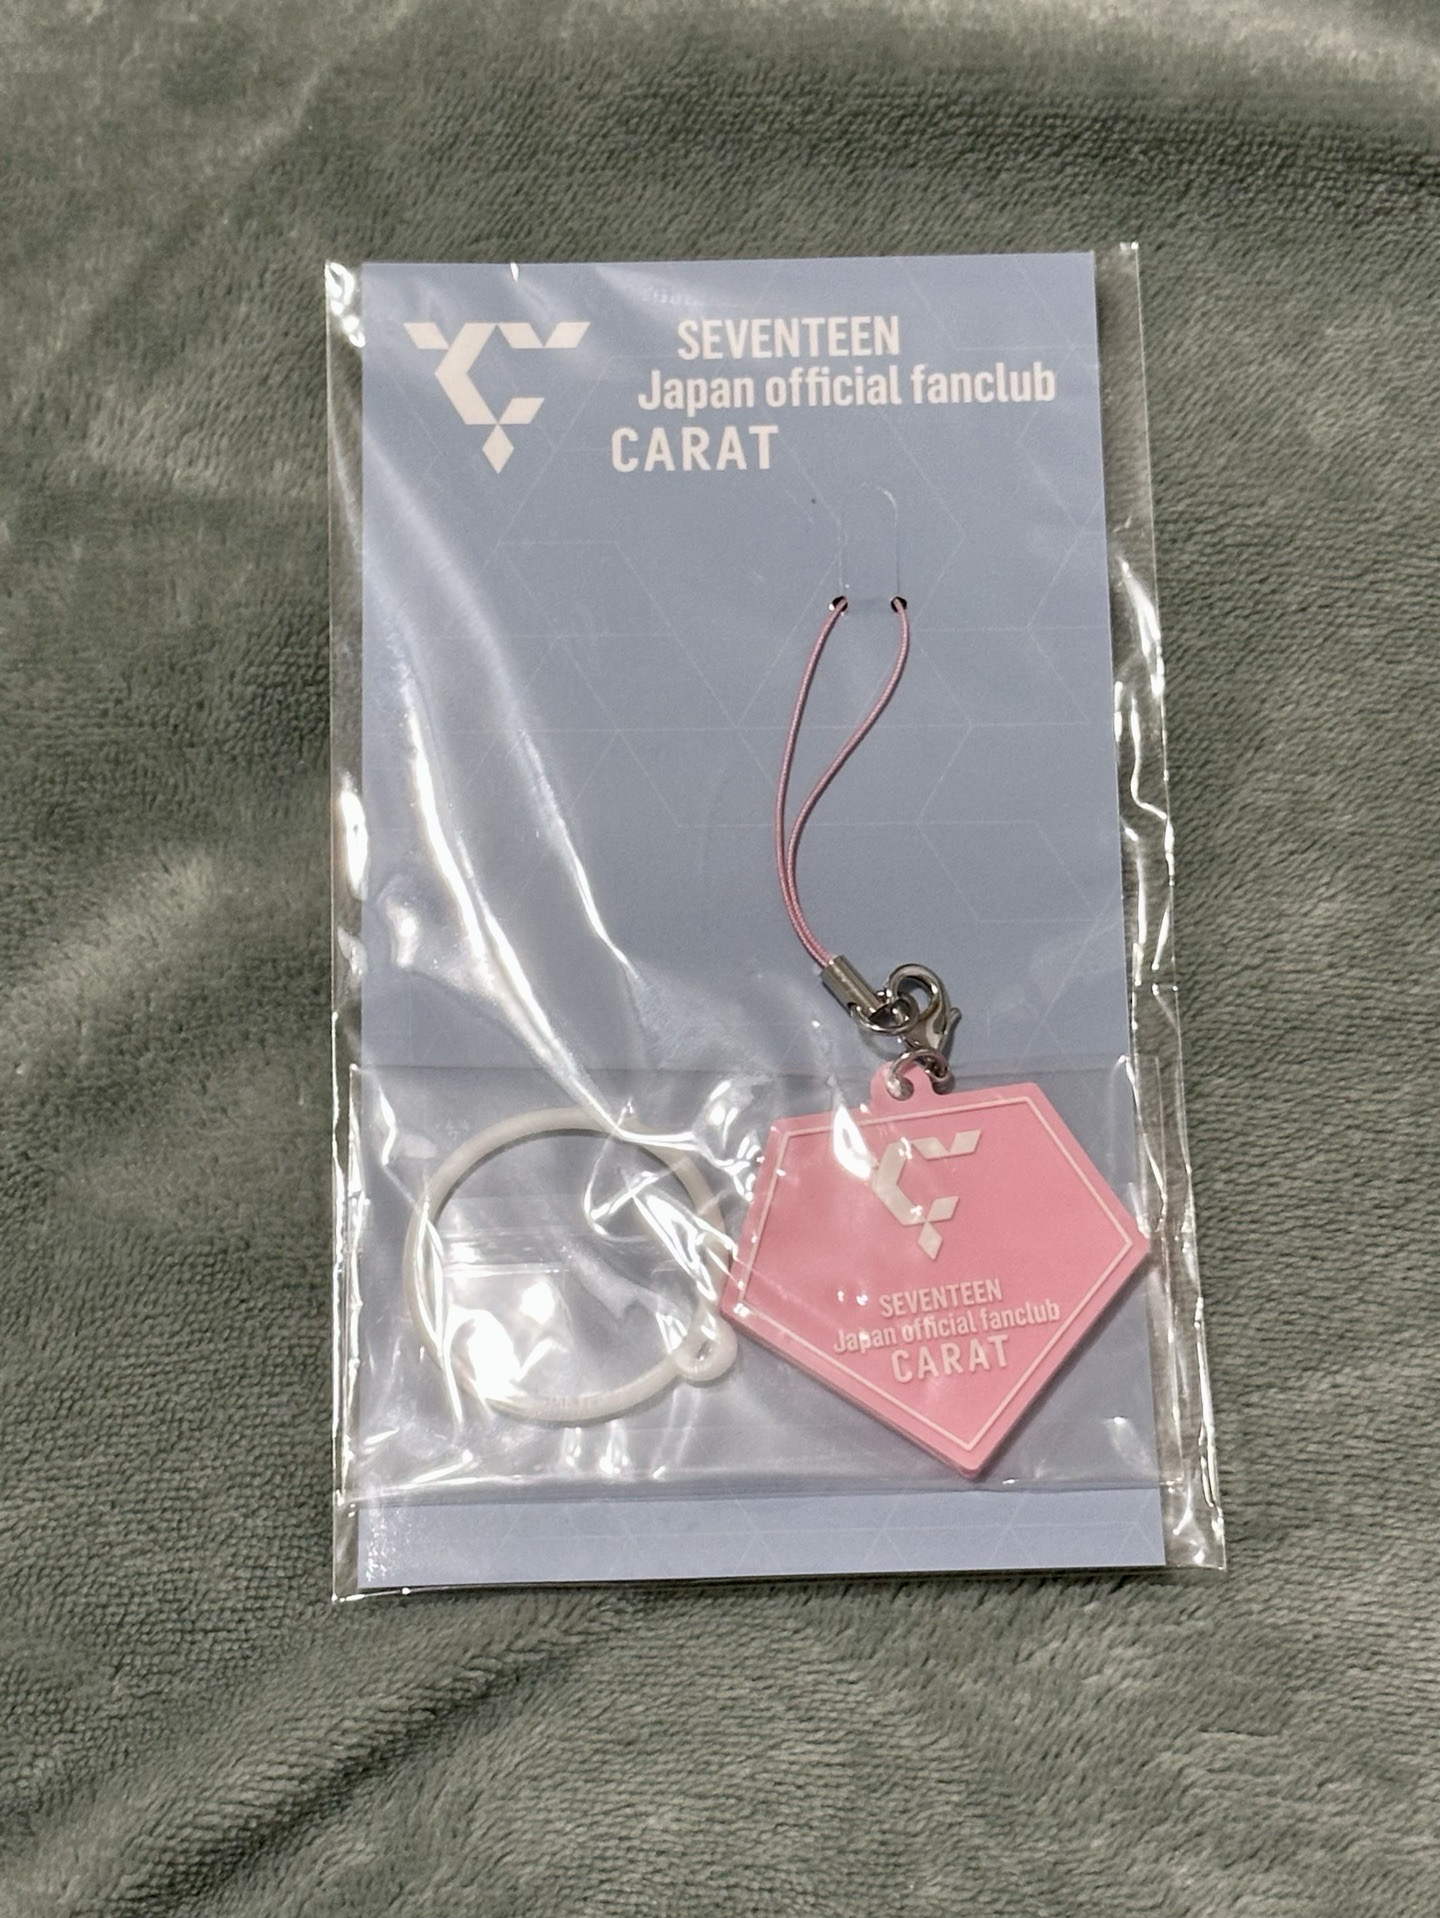 SEVENTEEN
Japan official fanclub
CARAT
SEVENTEEN
Japan official fanclub
CARAT